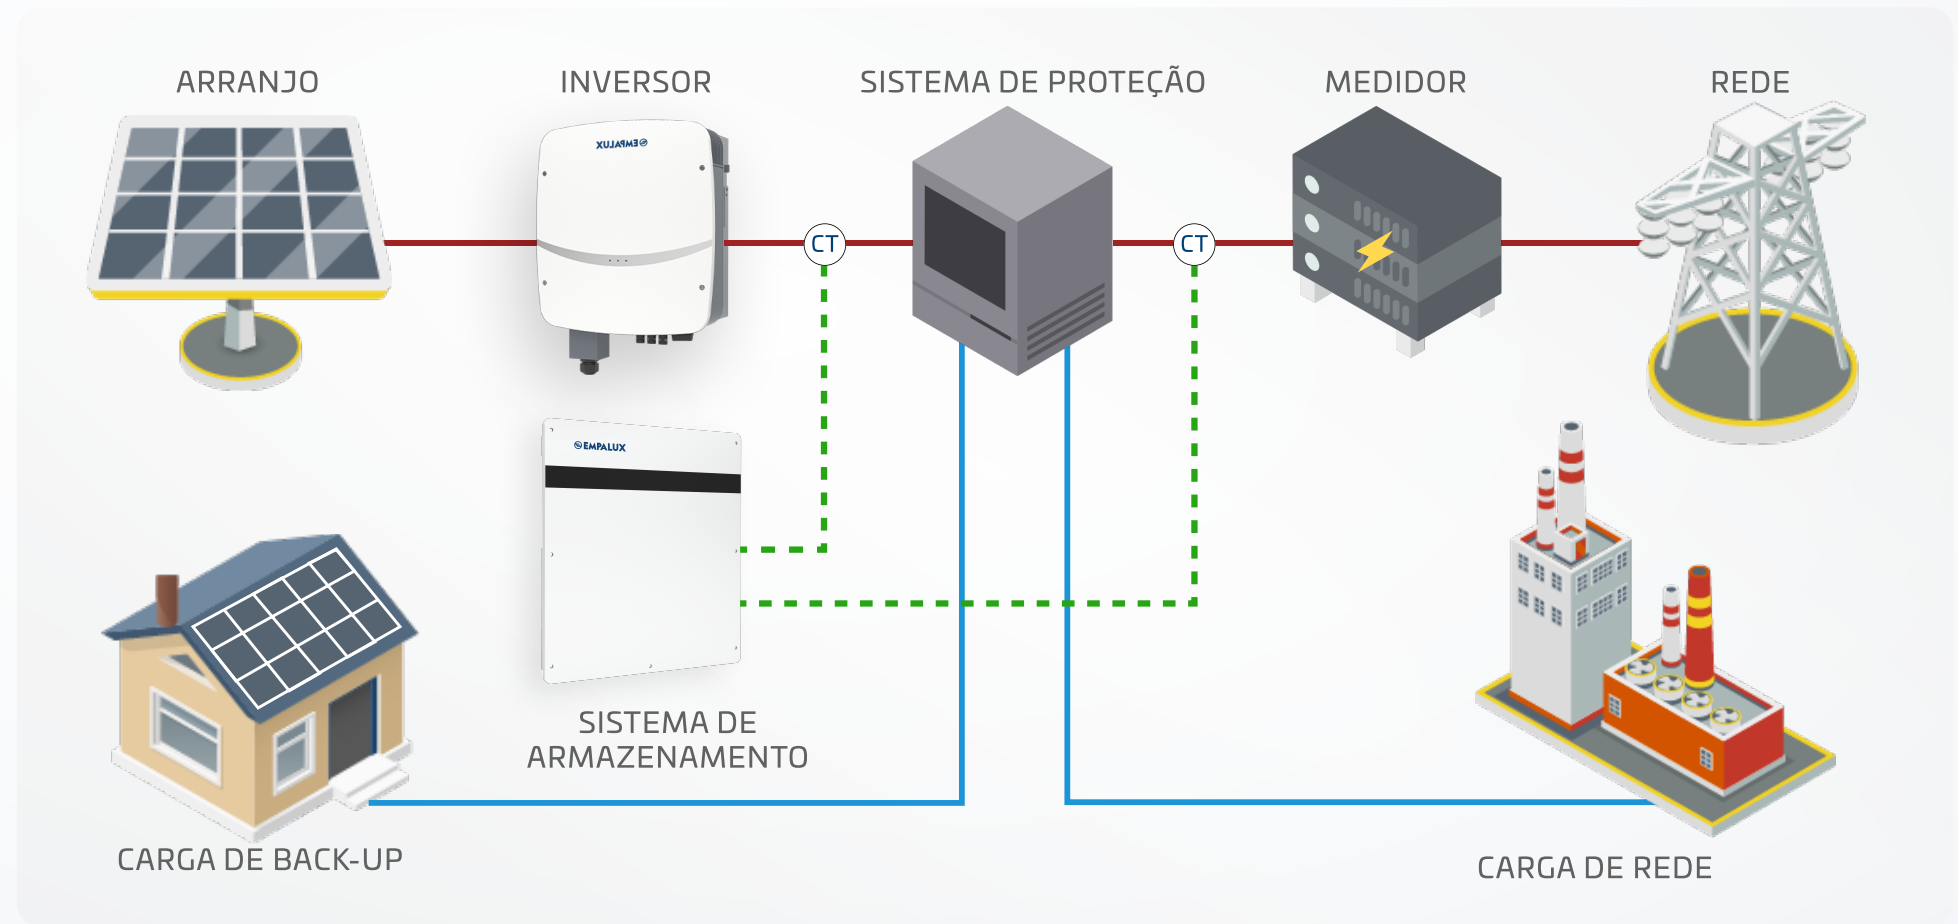 ARRANJO
INVERSOR
SISTEMA DE PROTEÇÃO
MEDIDOR
REDE
EMPALUX
CT
CT
EMPALUX
SISTEMA DE
ARMAZENAMENTO
CARGA DE BACK-UP
CARGA DE REDE